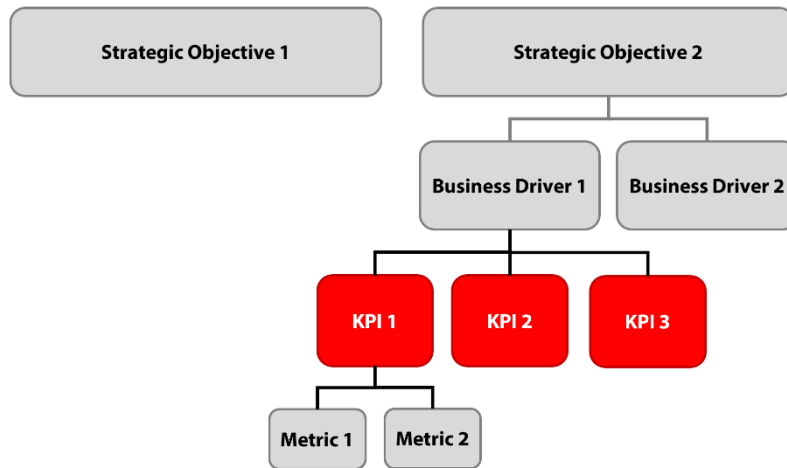 Strategic Objective 1
Strategic Objective 2
Business Driver 1
Business Driver 2
KPI 1
KPI 2
KPI 3
Metric 1
Metric 2